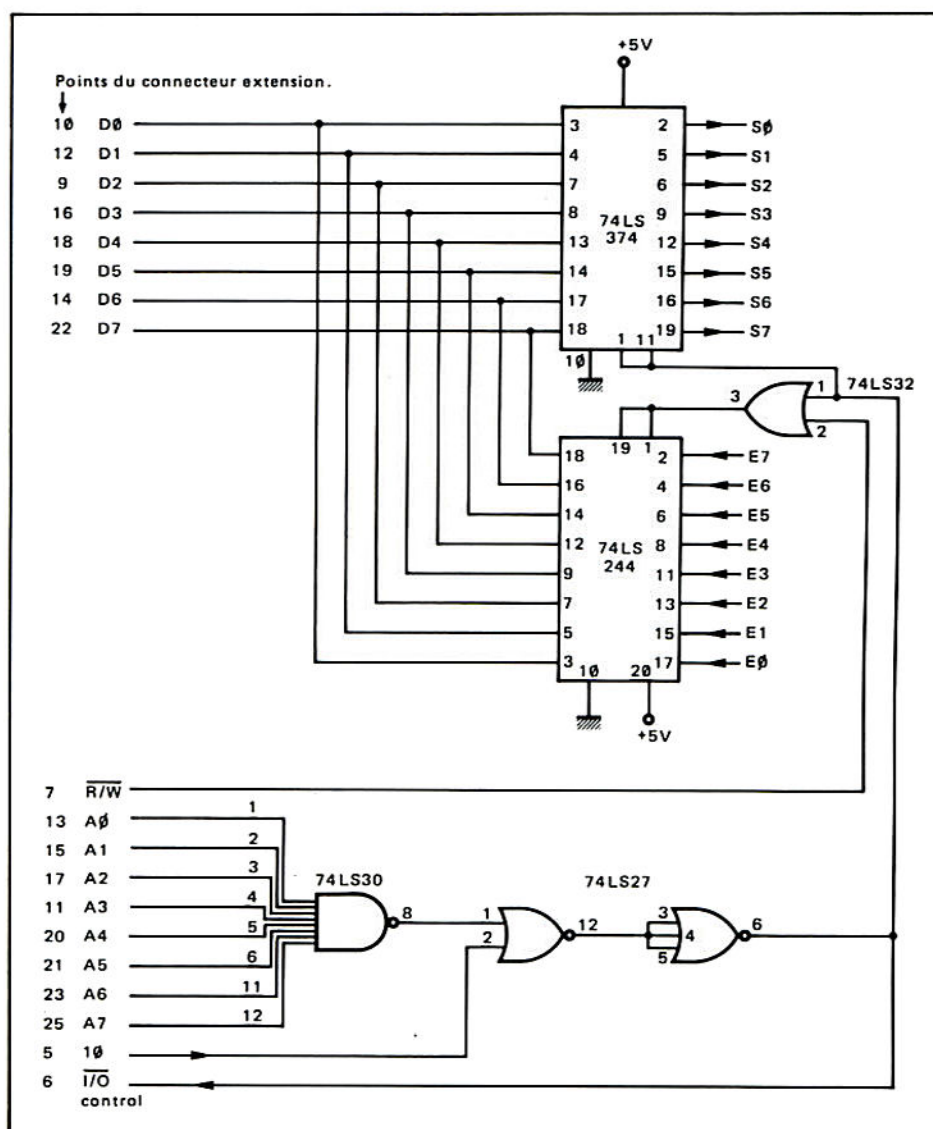 +5V
Points du connecteur extension.
10 D0 3 2 SØ
12 D1 4 5 S1
9 D2 7 6 S2
16 D3 8 9 S3
74LS
374
18 D4 13 12 S4
19 D5 14 15 S5
14 D6 17 16 S6
22 D7 18 19 S7
1Ø 1 11
3 1 74LS32
2
19 1
18 2 E7
16 4 E6
14 6 E5
12 8 E4
74LS
244
9 11 E3
7 13 E2
5 15 E1
3 17 EØ
10 20
+5V
7 R/W
13 AØ 1
15 A1 2
17 A2 3
74LS30 74LS27
11 A3 4
20 A4 5
21 A5 6
23 A6 11
25 A7 12
8 1
2 12 3
4
5 6
5 1Ø
6 I/O
control